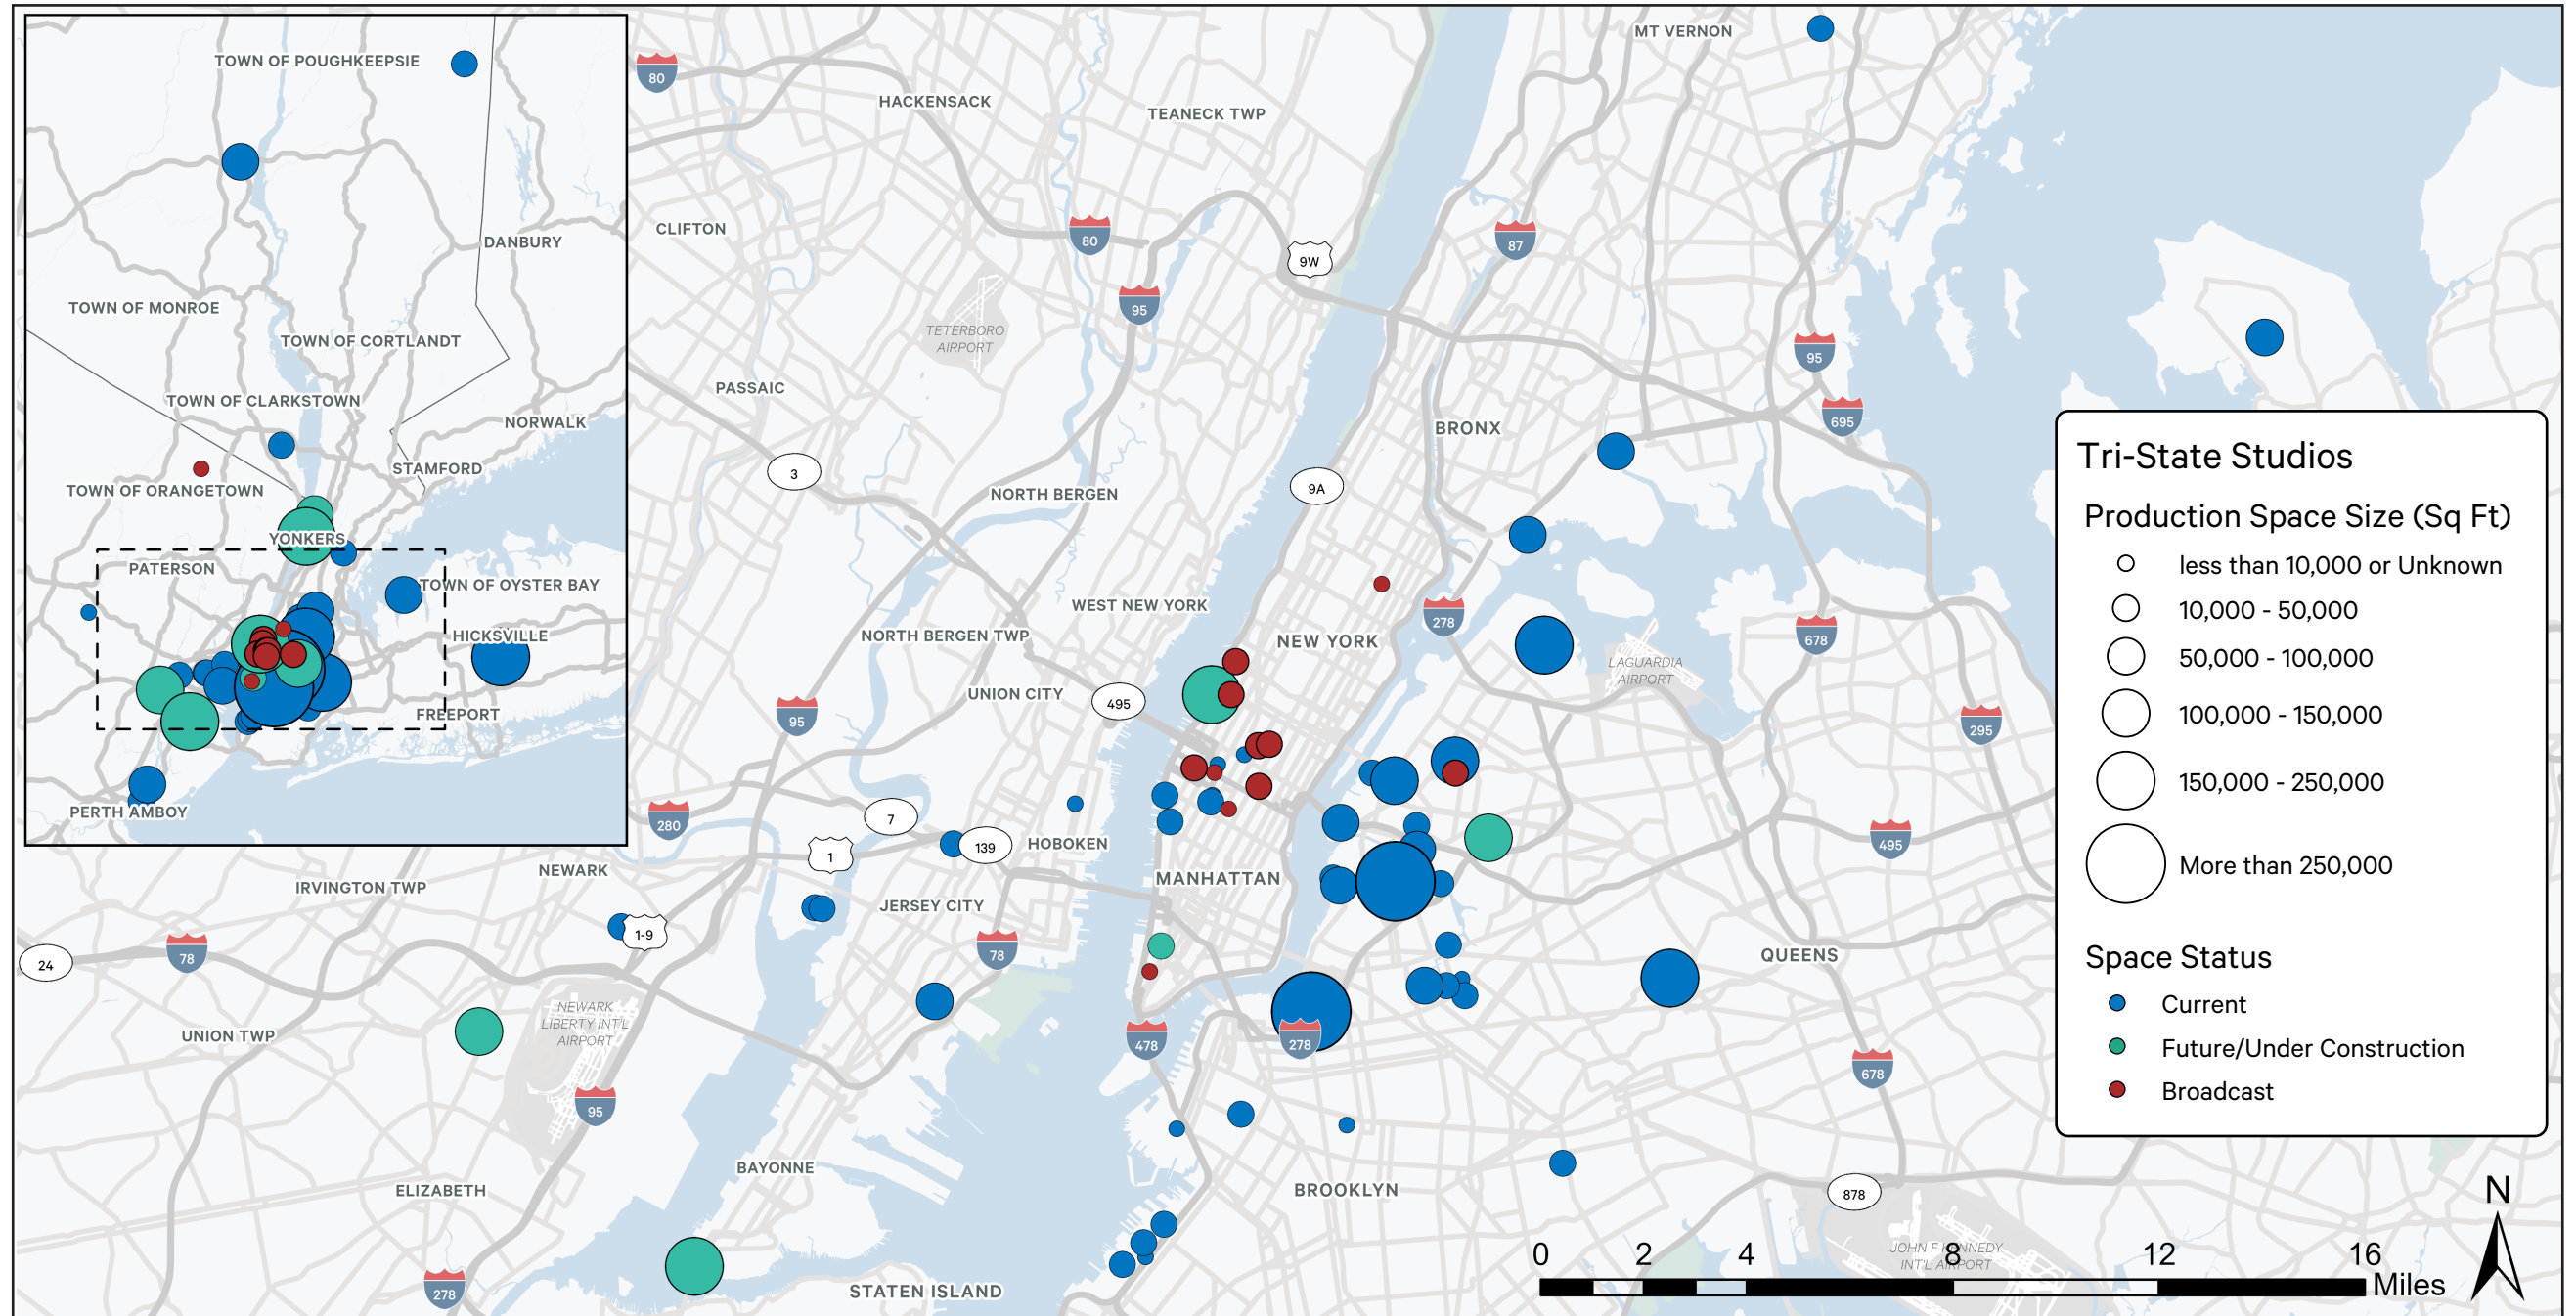 TOWN OF POUGHKEEPSIE
DANBURY
TOWN OF MONROE
TOWN OF CORTLANDT
TOWN OF CLARKSTOWN
NORWALK
STAMFORD
TOWN OF ORANGETOWN
YONKERS
PATERSON
TOWN OF OYSTER BAY
HICKSVILLE
FREEPORT
PERTH AMBOY
MT VERNON
80
HACKENSACK
TEANECK TWP
CLIFTON
80
87
9W
95
TETERBORO
AIRPORT
95
PASSAIC
695
BRONX
3
9A
NORTH BERGEN
WEST NEW YORK
278
NORTH BERGEN TWP
NEW YORK
678
LAGUARDIA
AIRPORT
UNION CITY
495
95
295
280
7
139
HOBOKEN
1
495
NEWARK
IRVINGTON TWP
MANHATTAN
JERSEY CITY
1-9
24
78
78
QUEENS
NEWARK
LIBERTY INT'L
AIRPORT
UNION TWP
478
278
678
95
BAYONNE
ELIZABETH
BROOKLYN
878
JOHN F KENNEDY
INT'L AIRPORT
278
STATEN ISLAND
Tri-State Studios
Production Space Size (Sq Ft)
less than 10,000 or Unknown
10,000 - 50,000
50,000 - 100,000
100,000 - 150,000
150,000 - 250,000
More than 250,000
Space Status
Current
Future/Under Construction
Broadcast
N
0 2 4 8 12 16
Miles